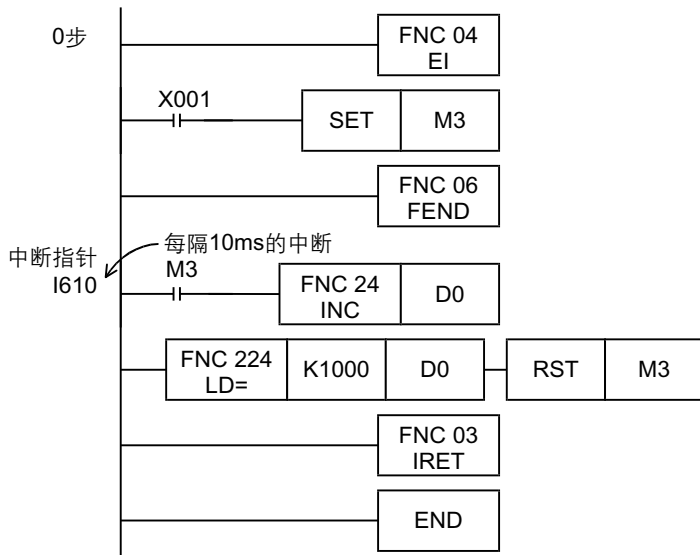 0步
FNC 04
EI
X001
SET
M3
FNC 06
FEND
中断指针
I610
每隔10ms的中断
M3
FNC 24
INC
D0
FNC 224
LD=
K1000
D0
RST
M3
FNC 03
IRET
END